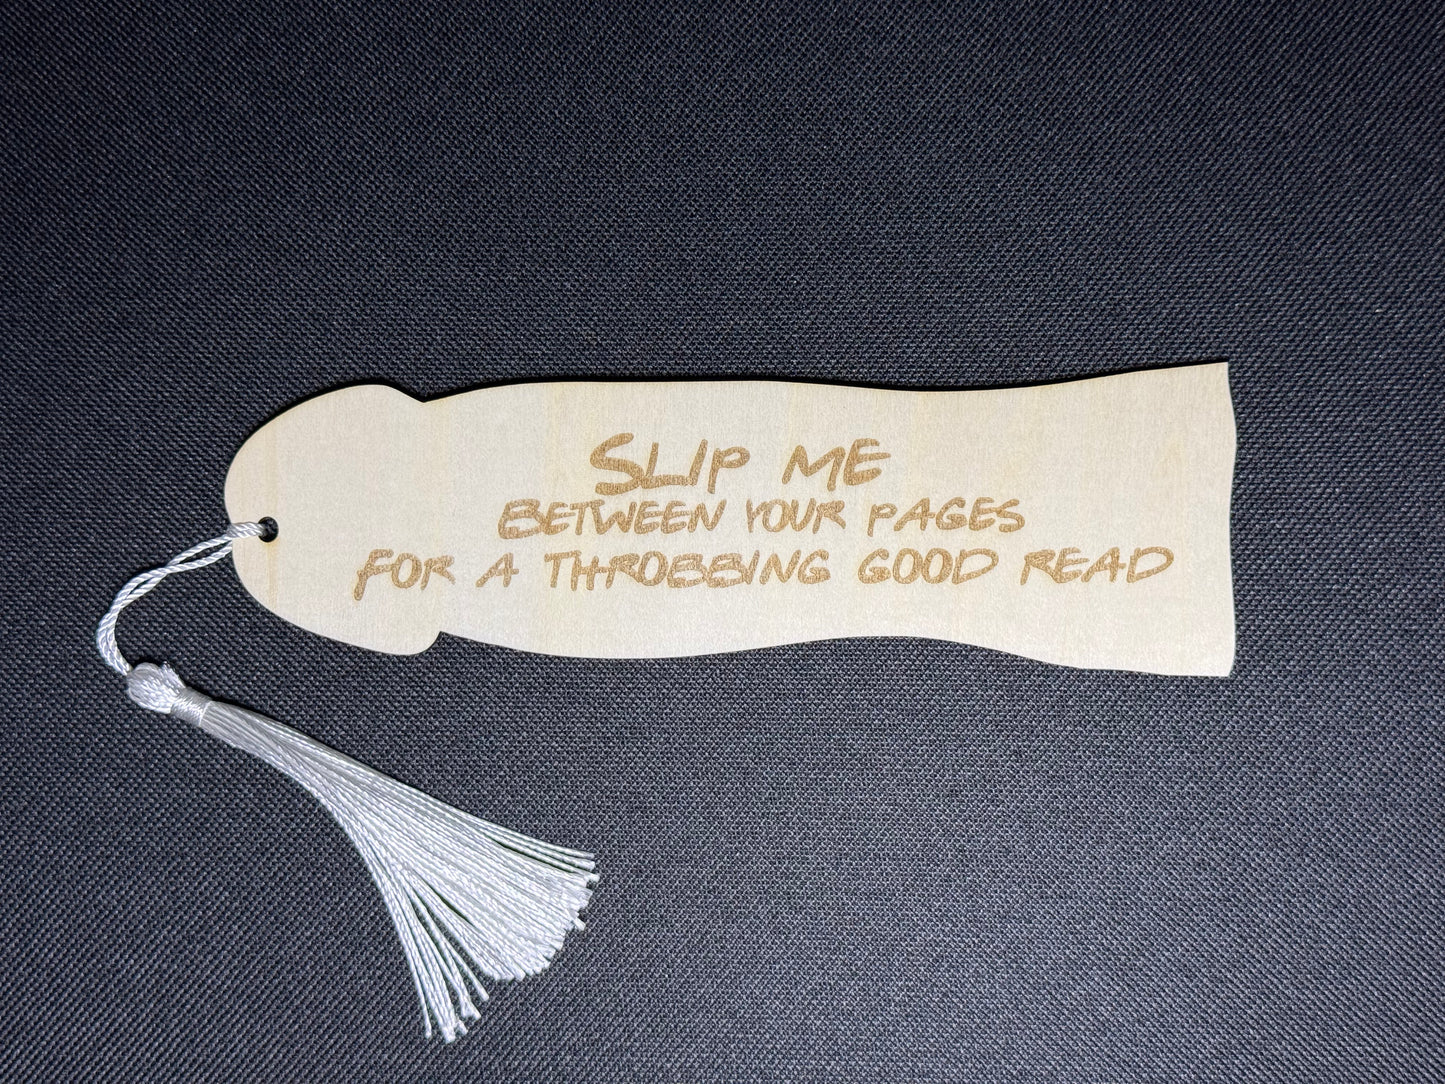 SLIP ME
BETWEEN YOUR PAGES
FOR A THROBBING GOOD READ